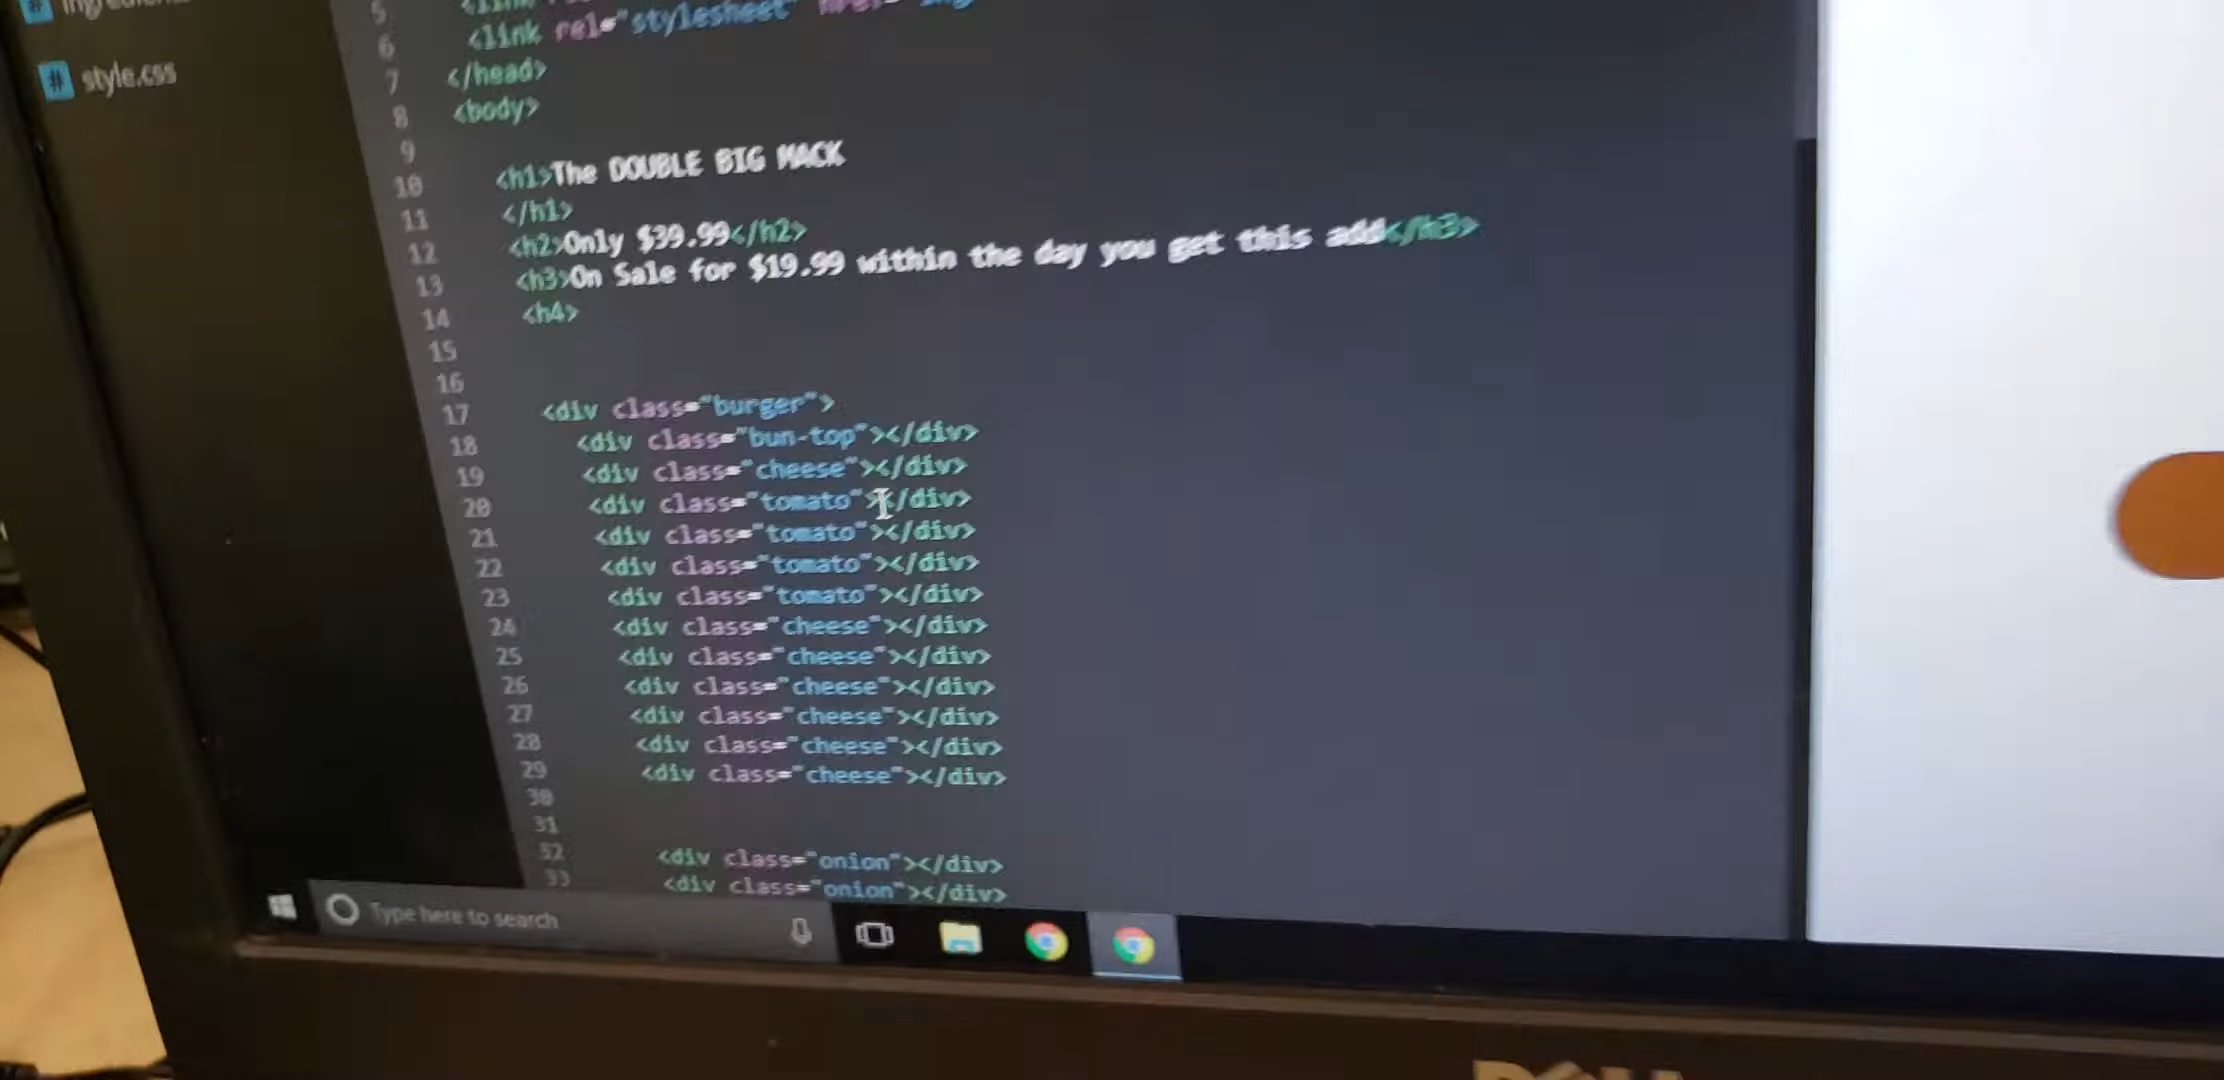 style.css
5
6 <link rel="stylesheet"
7 </head>
8 <body>
9
10 <h1>The DOUBLE BIG MACK
11 </h1>
12 <h2>Only $39.99</h2>
13 <h3>On Sale for $19.99 within the day you get this add</h3>
14 <h4>
15
16
17 <div class="burger">
18 <div class="bun-top"></div>
19 <div class="cheese"></div>
20 <div class="tomato"></div>
21 <div class="tomato"></div>
22 <div class="tomato"></div>
23 <div class="tomato"></div>
24 <div class="cheese"></div>
25 <div class="cheese"></div>
26 <div class="cheese"></div>
27 <div class="cheese"></div>
28 <div class="cheese"></div>
29 <div class="cheese"></div>
30
31
32 <div class="onion"></div>
33 <div class="onion"></div>
Type here to search